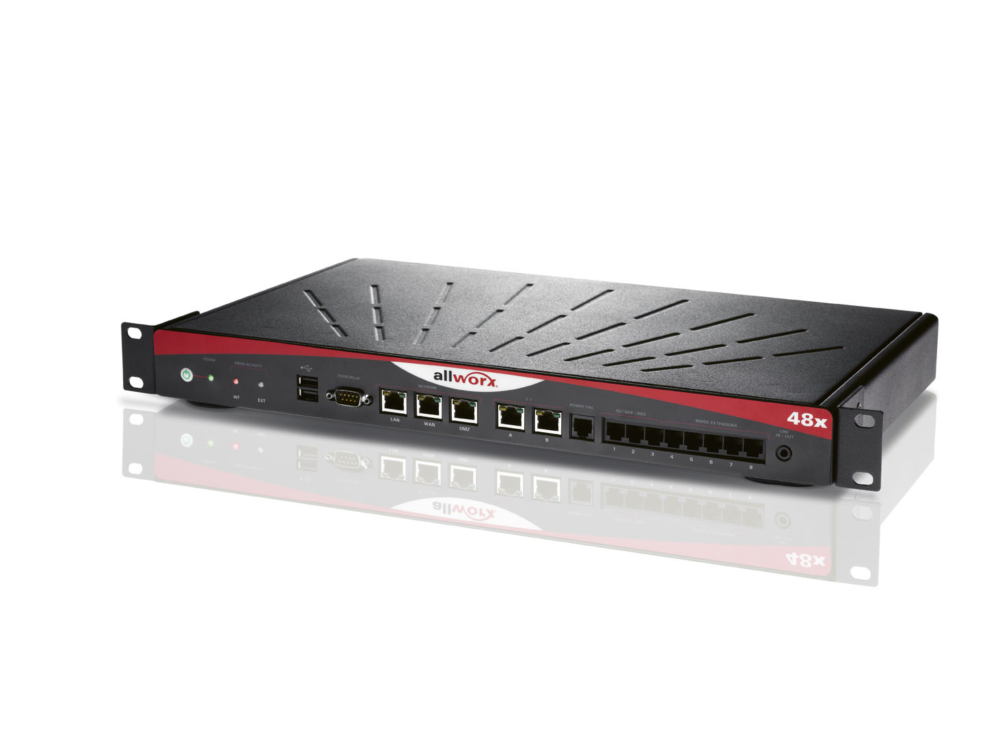 allworx®
48x
POWER
DRIVE ACTIVITY
INT
EXT
DOOR RELAY
NETWORK
LAN
WAN
DMZ
T 1
A
B
POWER FAIL
OUTSIDE LINES
INSIDE EXTENSIONS
1 2 3 4 5 6 7 8
LINE
IN / OUT